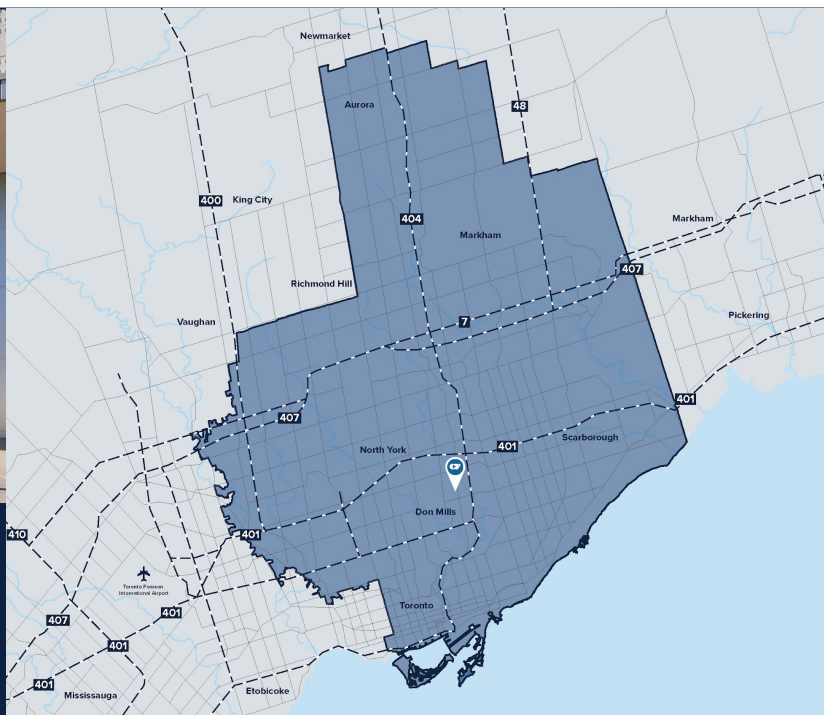 Newmarket
Aurora
48
400
King City
404
Markham
Markham
407
Richmond Hill
Vaughan
7
Pickering
401
407
Scarborough
North York
401
Don Mills
410
401
Toronto Pearson
International Airport
Toronto
401
407
401
401
Mississauga
Etobicoke